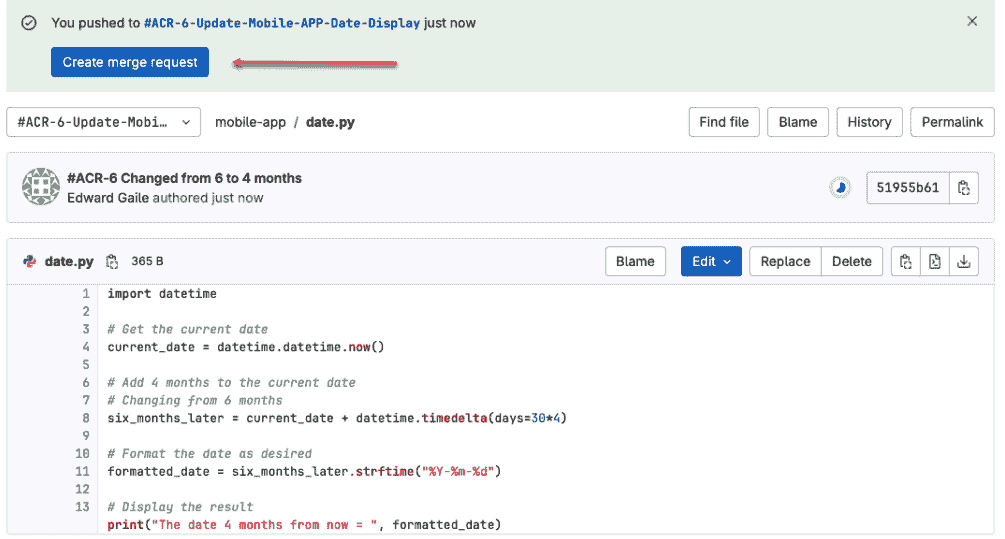 You pushed to #ACR-6-Update-Mobile-APP-Date-Display just now
Create merge request
#ACR-6-Update-Mobi... mobile-app / date.py Find file Blame History Permalink
#ACR-6 Changed from 6 to 4 months
Edward Gaile authored just now
51955b61
date.py 365 B Blame Edit Replace Delete
1 import datetime
2
3 # Get the current date
4 current_date = datetime.datetime.now()
5
6 # Add 4 months to the current date
7 # Changing from 6 months
8 six_months_later = current_date + datetime.timedelta(days=30*4)
9
10 # Format the date as desired
11 formatted_date = six_months_later.strftime("%Y-%m-%d")
12
13 # Display the result
print("The date 4 months from now = ", formatted_date)